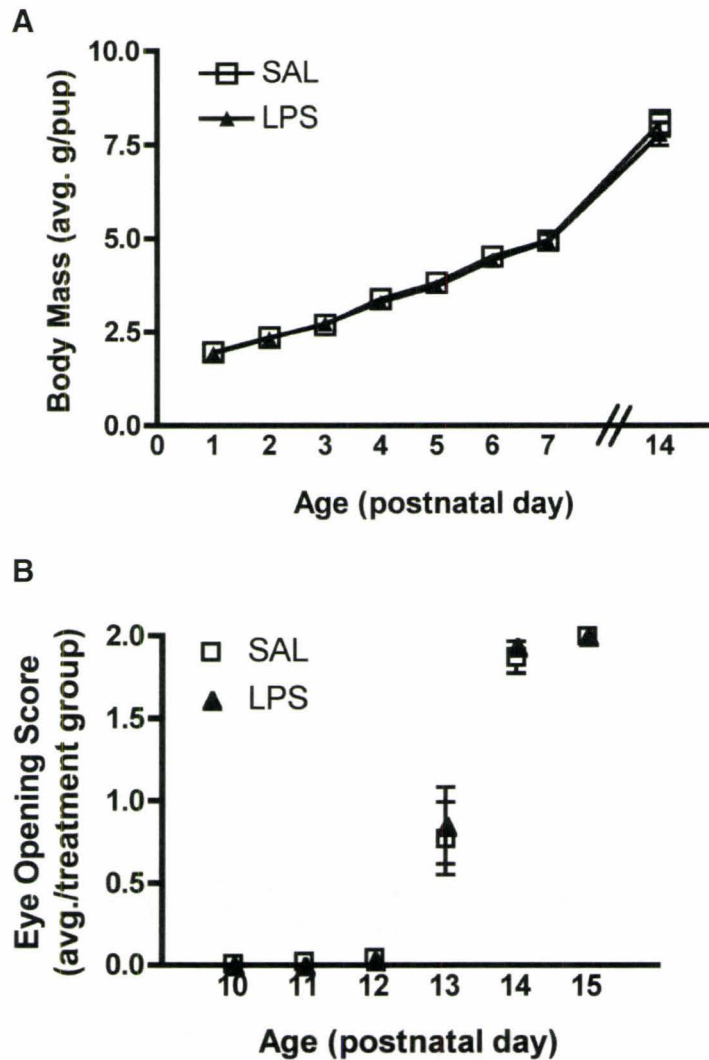 A
Body Mass (avg. g/pup)
10.0
7.5
5.0
2.5
0.0
SAL
LPS
0 1 2 3 4 5 6 7 14
Age (postnatal day)
B
Eye Opening Score
(avg./treatment group)
2.0
1.5
1.0
0.5
0.0
SAL
LPS
10 11 12 13 14 15
Age (postnatal day)